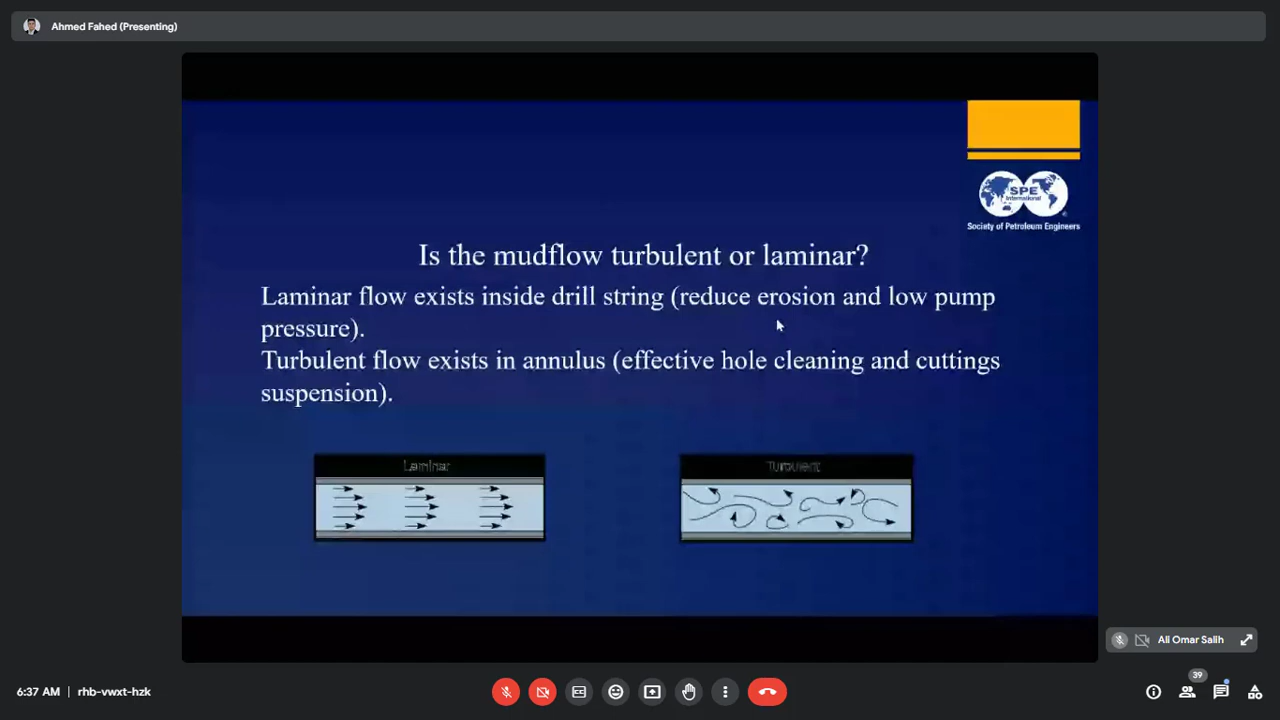 Ahmed Fahed (Presenting)
SPE
International
Society of Petroleum Engineers
Is the mudflow turbulent or laminar?
Laminar flow exists inside drill string (reduce erosion and low pump
pressure).
Turbulent flow exists in annulus (effective hole cleaning and cuttings
suspension).
Laminar
Turbulent
Ali Omar Salih
6:37 AM | rhb-vwxt-hzk
39